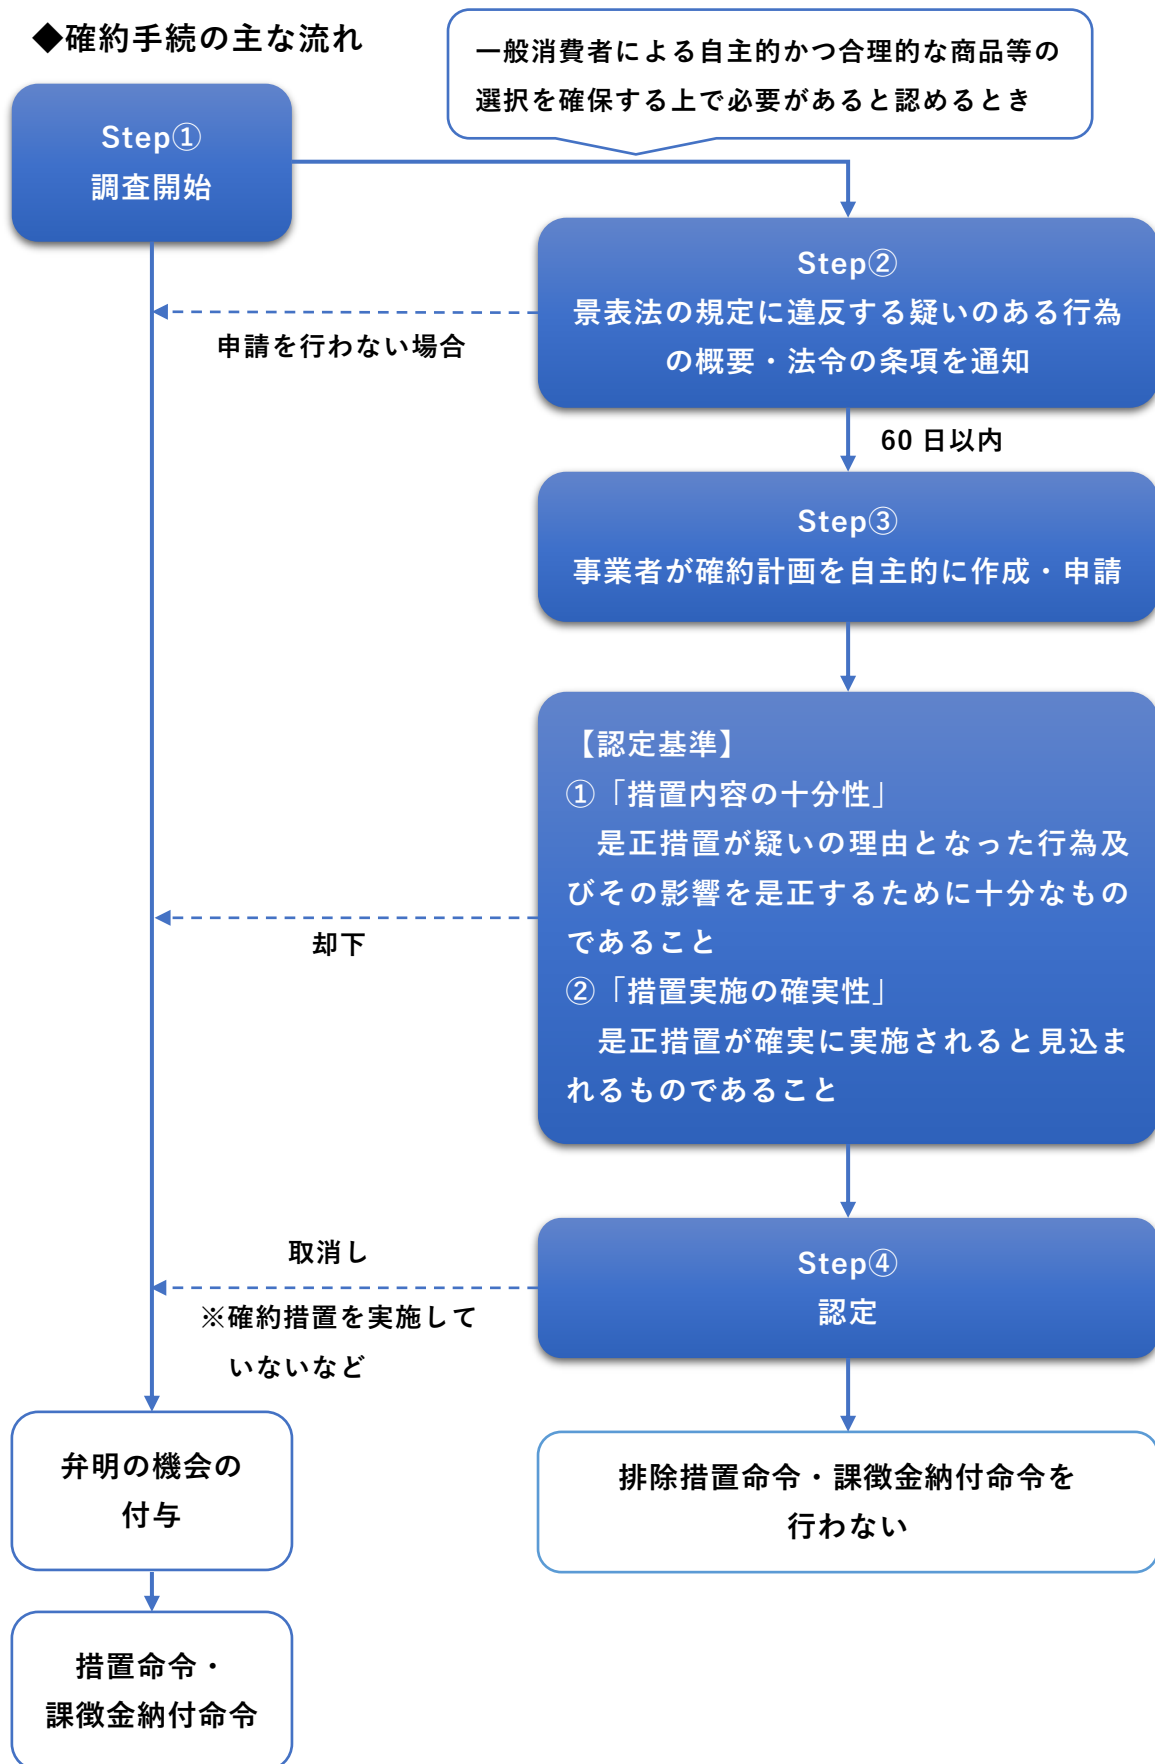 ◆確約手続の主な流れ
一般消費者による自主的かつ合理的な商品等の
選択を確保する上で必要があると認めるとき
Step①
調査開始
Step②
景表法の規定に違反する疑いのある行為
の概要・法令の条項を通知
申請を行わない場合
60 日以内
Step③
事業者が確約計画を自主的に作成・申請
【認定基準】
①「措置内容の十分性」
是正措置が疑いの理由となった行為及
びその影響を是正するために十分なもの
であること
②「措置実施の確実性」
是正措置が確実に実施されると見込ま
れるものであること
却下
Step④
認定
取消し
※確約措置を実施して
いないなど
弁明の機会の
付与
排除措置命令・課徴金納付命令を
行わない
措置命令・
課徴金納付命令